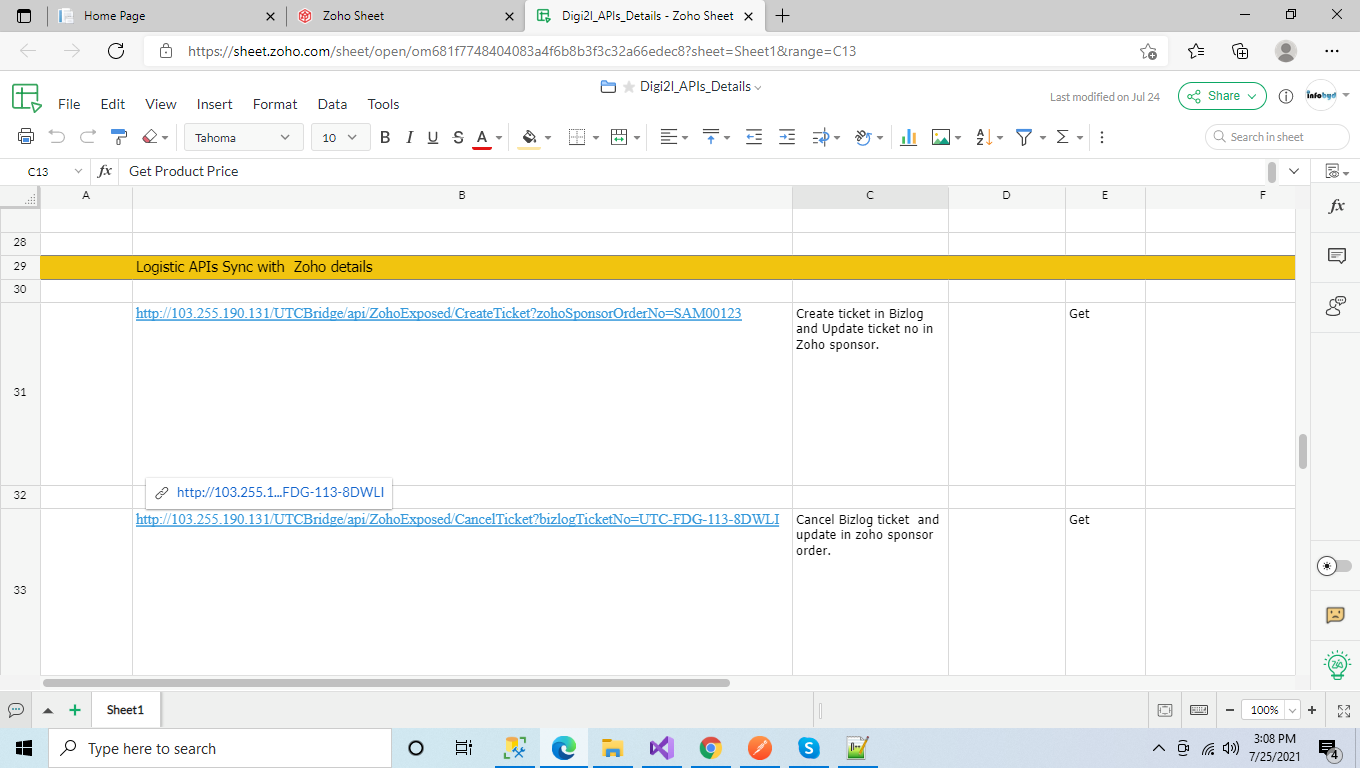 Home Page
Zoho Sheet
Digi2l_APIs_Details - Zoho Sheet
https://sheet.zoho.com/sheet/open/om681f7748404083a4f6b8b3f3c32a66edec8?sheet=Sheet1&range=C13
Digi2l_APIs_Details
File Edit View Insert Format Data Tools
Last modified on Jul 24
Share
infobyd
Tahoma
10
B I U S A
Search in sheet
C13
fx
Get Product Price
fx
A B C D E F
28
29 Logistic APIs Sync with  Zoho details
30
31 http://103.255.190.131/UTCBridge/api/ZohoExposed/CreateTicket?zohoSponsorOrderNo=SAM00123
Create ticket in Bizlog
and Update ticket no in
Zoho sponsor.
Get
32
http://103.255.1...FDG-113-8DWLI
33 http://103.255.190.131/UTCBridge/api/ZohoExposed/CancelTicket?bizlogTicketNo=UTC-FDG-113-8DWLI
Cancel Bizlog ticket  and
update in zoho sponsor
order.
Get
Sheet1
100%
Type here to search
3:08 PM
7/25/2021
4